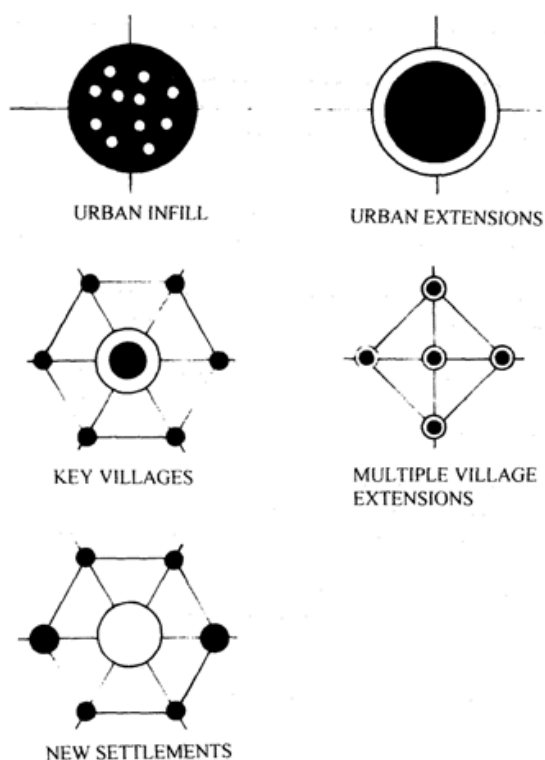 URBAN INFILL
URBAN EXTENSIONS
KEY VILLAGES
MULTIPLE VILLAGE
EXTENSIONS
NEW SETTLEMENTS